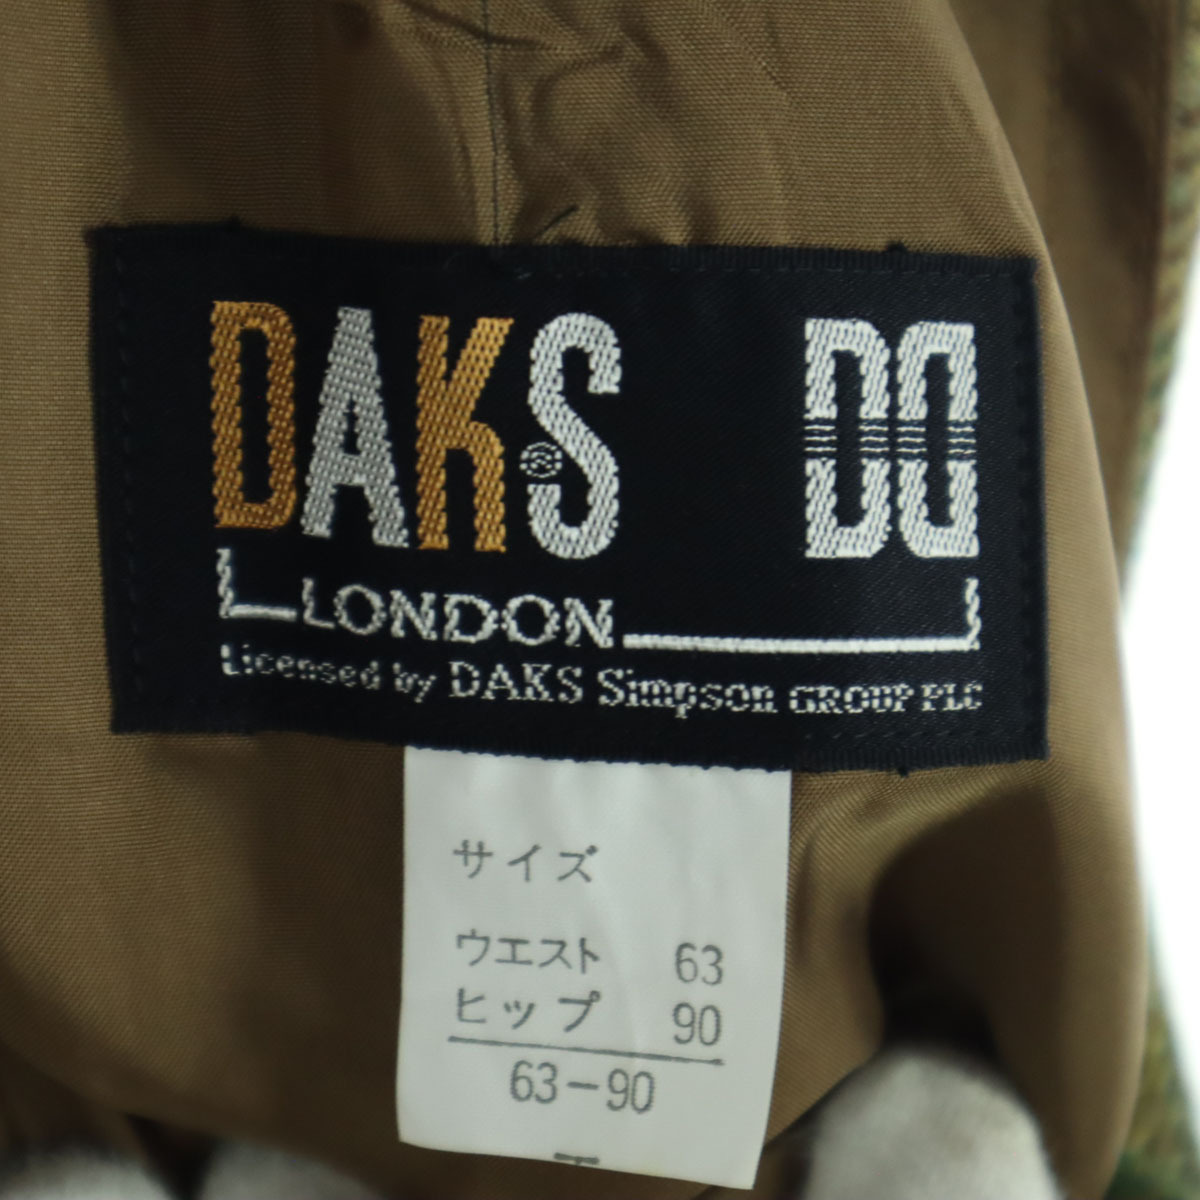 DAKS DD
LONDON
Licensed by DAKS Simpson GROUP PLC
サイズ
ウエスト 63
ヒップ 90
63-90